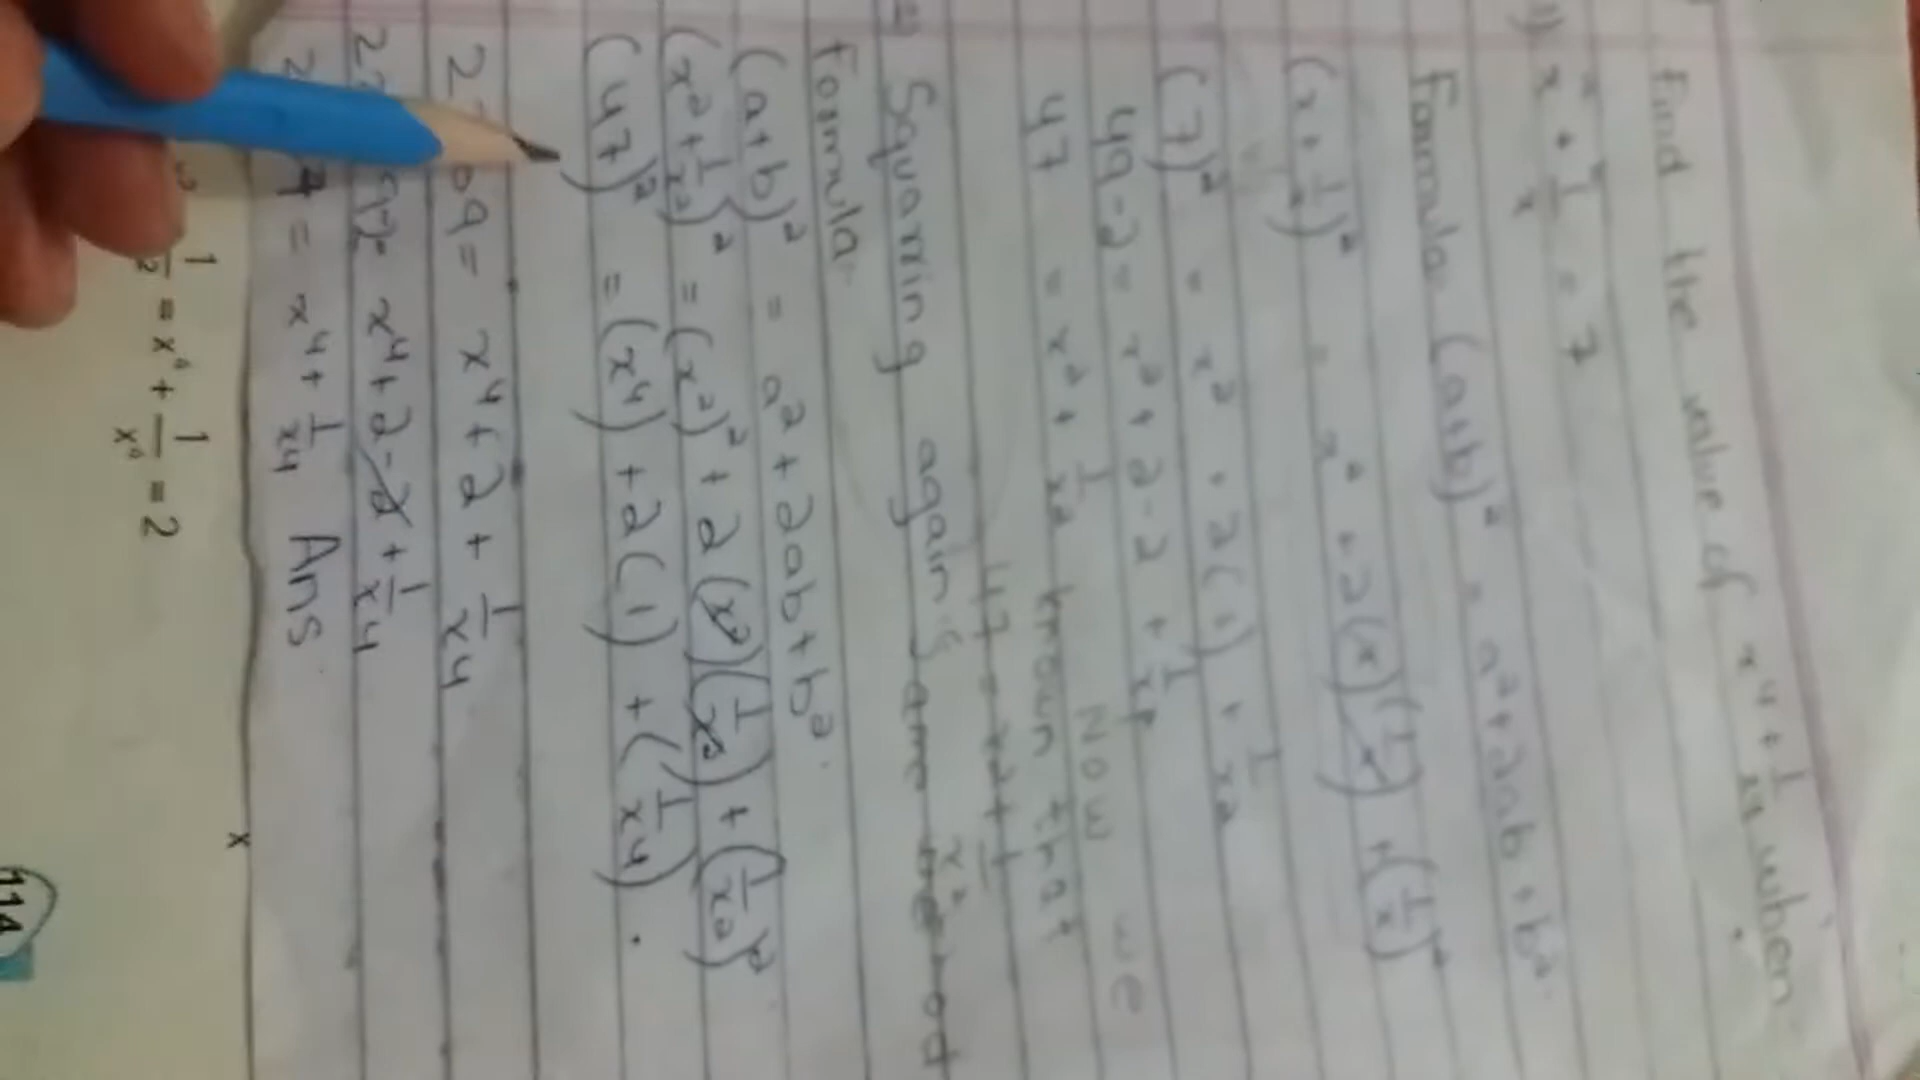 Find the value of x⁴ + 1/x⁴ when
1) x + 1/x = 7
Formula (a+b)² = a² + 2ab + b².
(x + 1/x)² = x² + 2(x)(1/x) + (1/x)²
(7)² = x² + 2(1) + 1/x²
49-2 = x² + 2-2 + 1/x²
47 = x² + 1/x²
Now we
known that
47 = x² + 1/x²
Squarring again same method
Formula.
(a+b)² = a² + 2ab + b².
(x² + 1/x²)² = (x²)² + 2(x²)(1/x²) + (1/x²)²
(47)² = (x⁴) + 2(1) + (1/x⁴).
= x⁴ + 2 + 1/x⁴
x⁴ + 2-2 + 1/x⁴
= x⁴ + 1/x⁴ Ans
= x⁴ + 1/x⁴ = 2
x
114